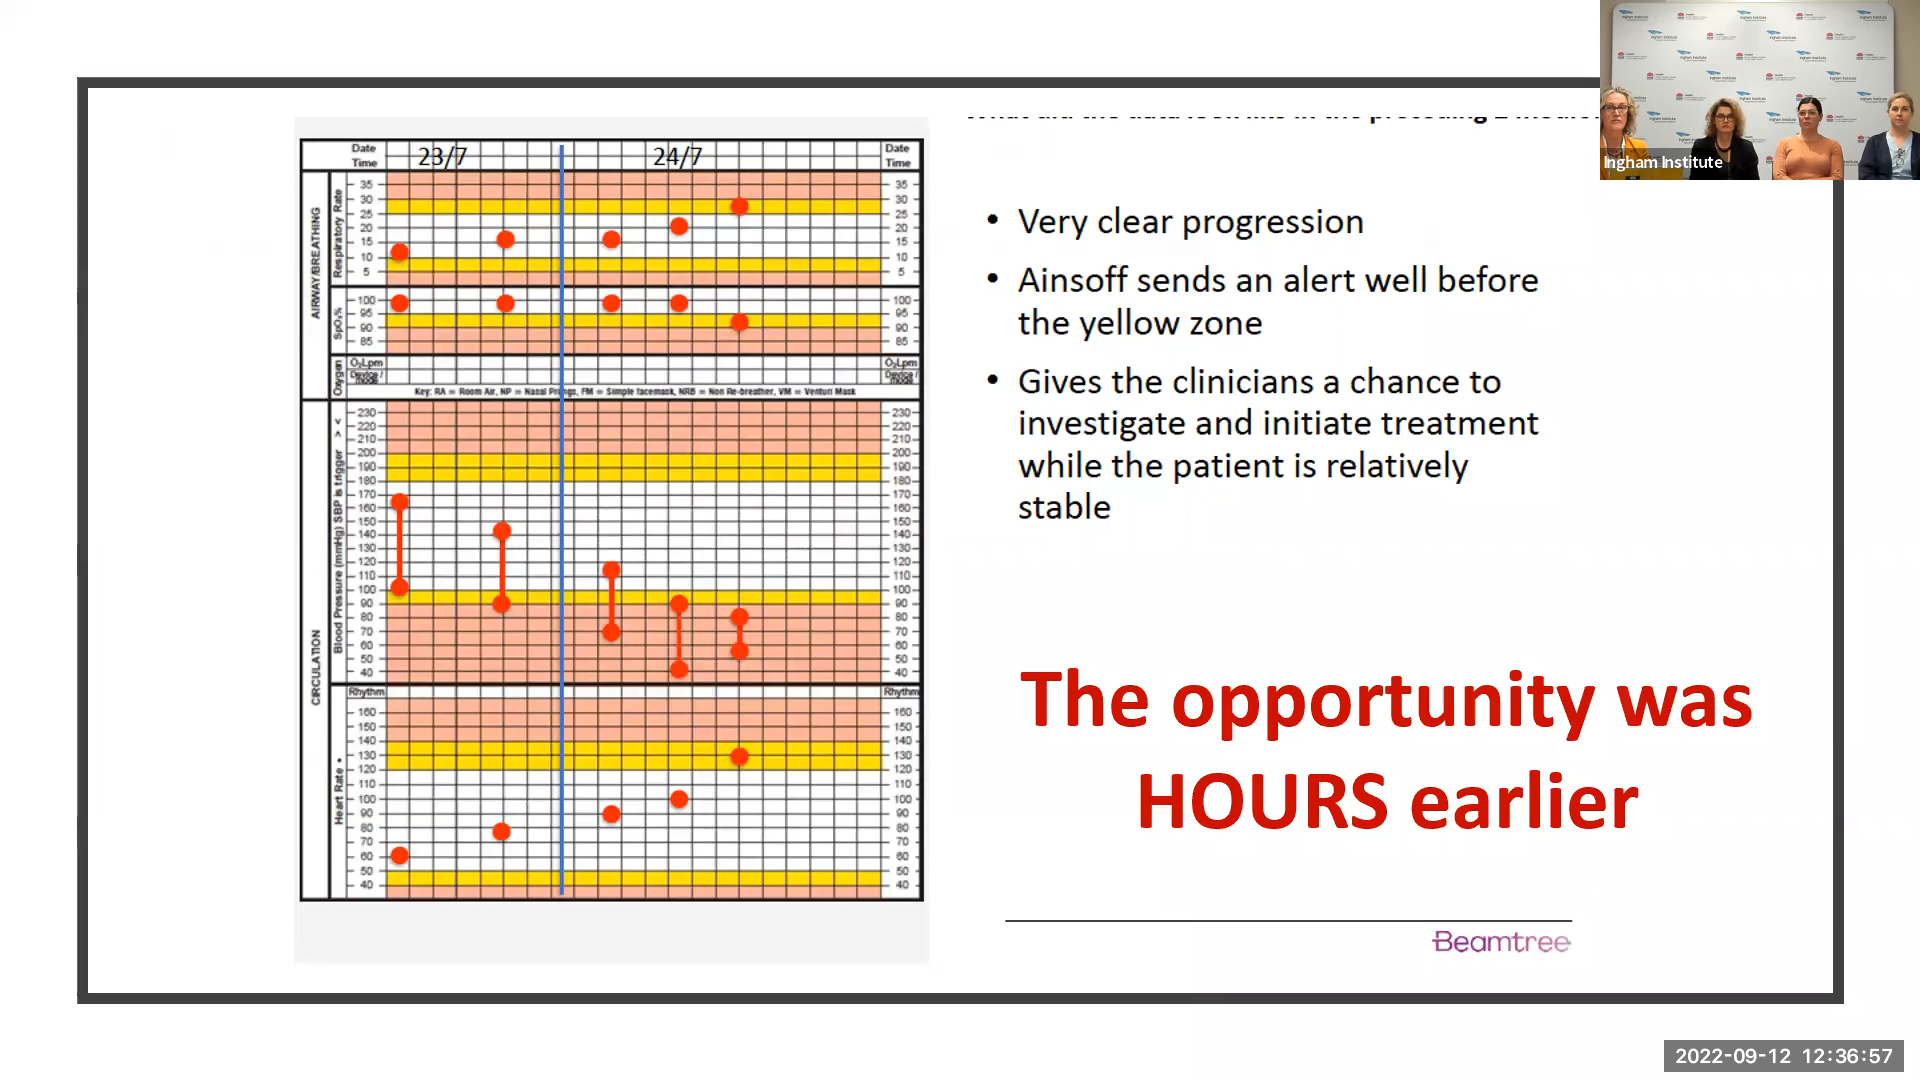 Ingham Institute
Date
Time
23/7
24/7
Date
Time
AIRWAY/BREATHING
Respiratory Rate
35
30
25
20
15
10
5
35
30
25
20
15
10
5
SpO₂%
100
95
90
85
100
95
90
85
Oxygen
O₂Lpm
Device /
mode
O₂Lpm
Device /
mode
Key: RA = Room Air, NP = Nasal Prongs, FM = Simple facemask, NRB = Non Re-breather, VM = Venturi Mask
CIRCULATION
Blood Pressure (mmHg) SBP is trigger
230
220
210
200
190
180
170
160
150
140
130
120
110
100
90
80
70
60
50
40
230
220
210
200
190
180
170
160
150
140
130
120
110
100
90
80
70
60
50
40
Rhythm
Rhythm
Heart Rate
160
150
140
130
120
110
100
90
80
70
60
50
40
160
150
140
130
120
110
100
90
80
70
60
50
40
• Very clear progression
• Ainsoff sends an alert well before
the yellow zone
• Gives the clinicians a chance to
investigate and initiate treatment
while the patient is relatively
stable
The opportunity was
HOURS earlier
Beamtree
2022-09-12 12:36:57